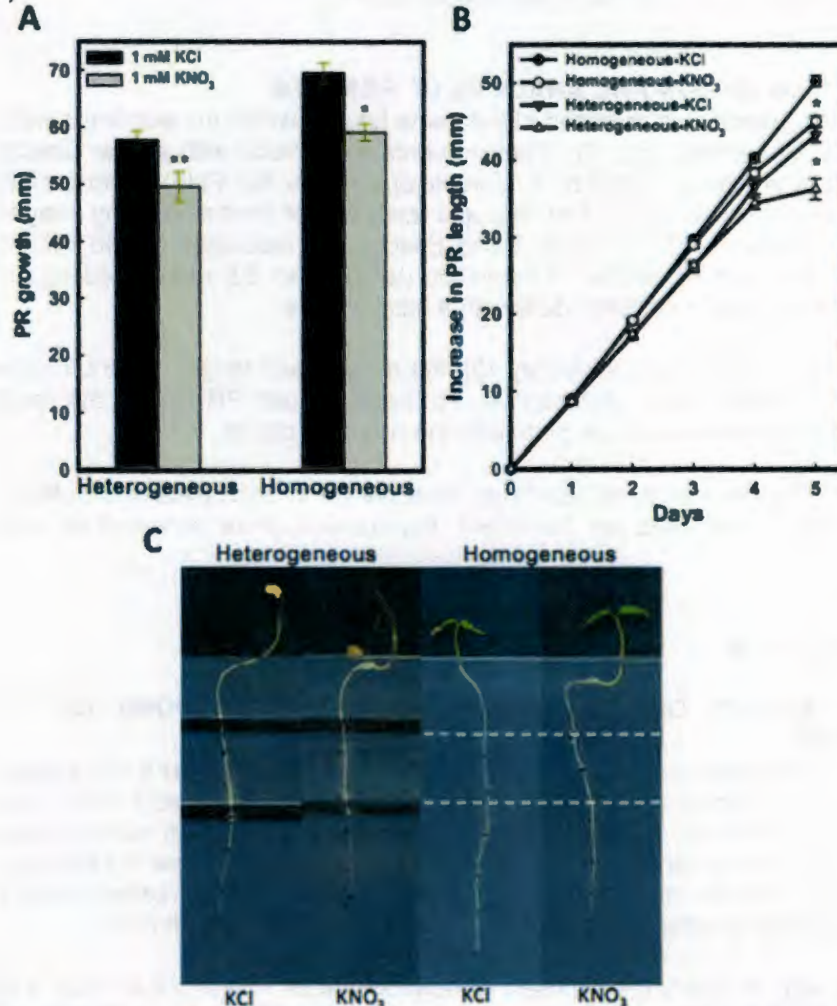 A
PR growth (mm)
70
60
50
40
30
20
10
0
1 mM KCl
1 mM KNO₃
**
*
Heterogeneous
Homogeneous
B
Increase in PR length (mm)
50
40
30
20
10
0
Homogeneous-KCl
Homogeneous-KNO₃
Heterogeneous-KCl
Heterogeneous-KNO₃
*
*
0 1 2 3 4 5
Days
C
Heterogeneous Homogeneous
KCl KNO₃ KCl KNO₃